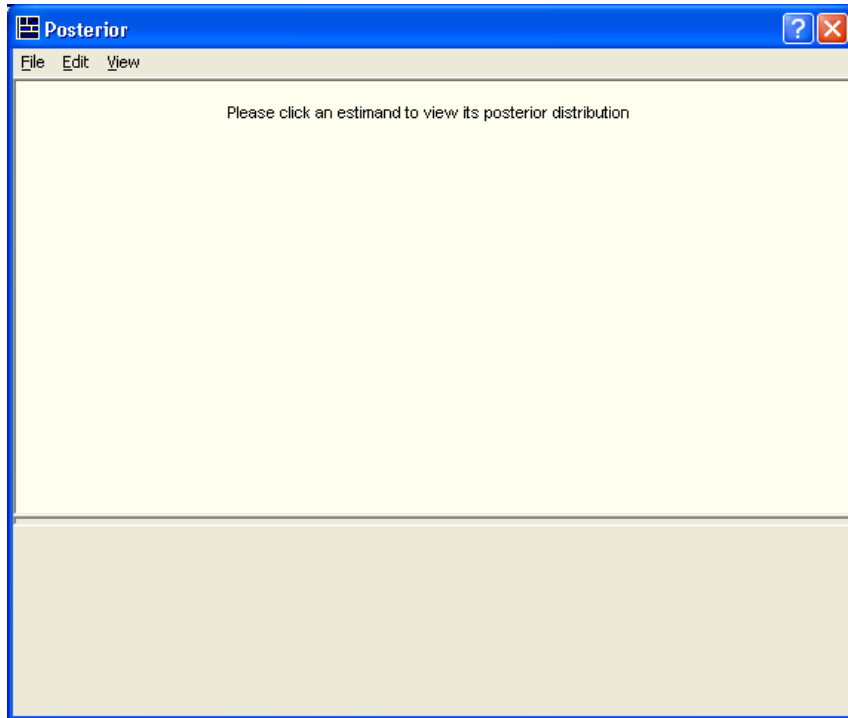 Posterior
File Edit View
Please click an estimand to view its posterior distribution